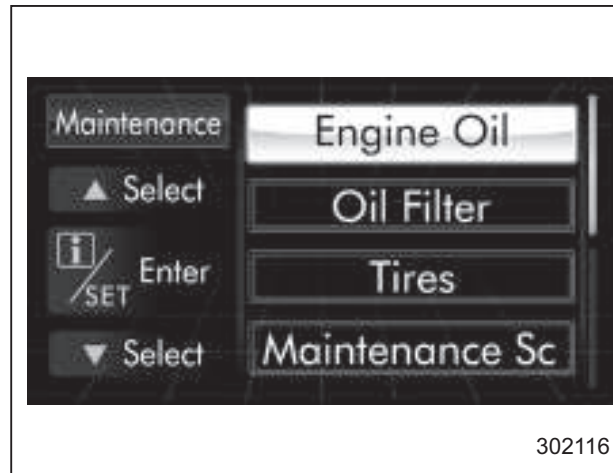 Maintenance
▲ Select
i/SET Enter
▼ Select
Engine Oil
Oil Filter
Tires
Maintenance Sc
302116